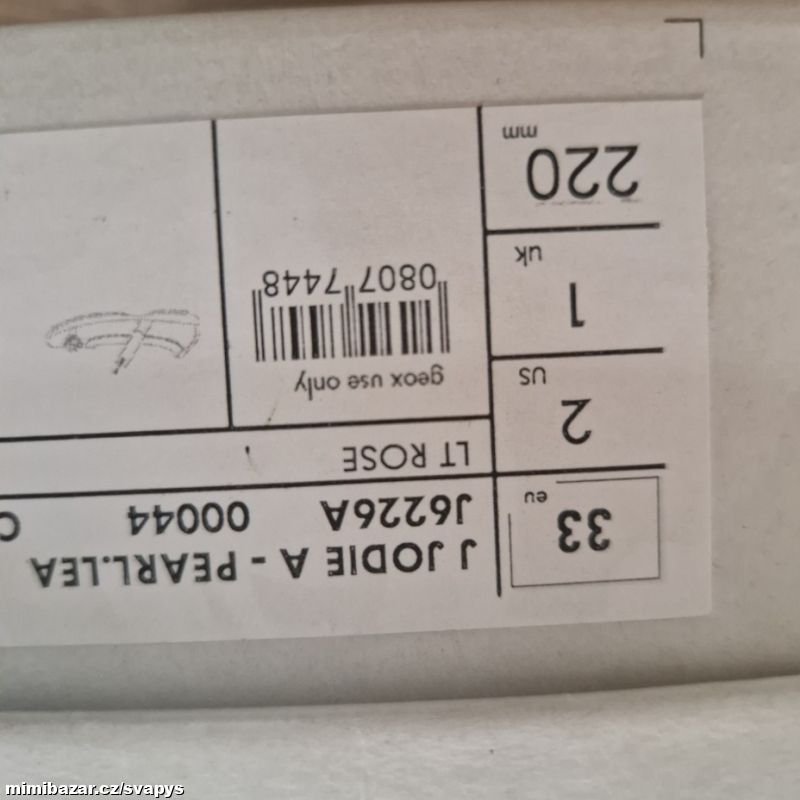 33 eu
J JODIE A - PEARL.LEA
J6226A 00044 C
LT ROSE
2 US
geox use only
0807 7448
1 uk
220 mm
mimibazar.cz/svapys